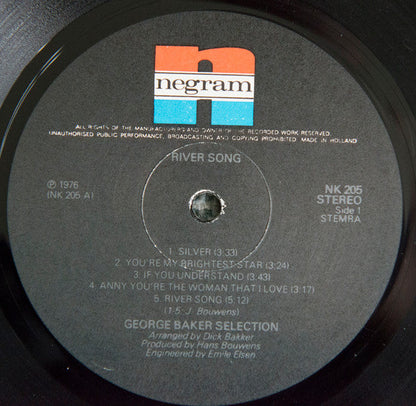 n
negram
ALL RIGHTS OF THE MANUFACTURERS AND OWNER OF THE RECORDED WORK RESERVED.
UNAUTHORISED PUBLIC PERFORMANCE, BROADCASTING AND COPYING PROHIBITED. MADE IN HOLLAND
RIVER SONG
℗ 1976
(NK 205 A)
NK 205
STEREO
Side 1
STEMRA
1. SILVER (3:33)
2. YOU'RE MY BRIGHTEST STAR (3:24)
3. IF YOU UNDERSTAND (3:43)
4. ANNY YOU'RE THE WOMAN THAT I LOVE (3:17)
5. RIVER SONG (5:12)
(1-5: J. Bouwens)
GEORGE BAKER SELECTION
Arranged by Dick Bakker
Produced by Hans Bouwens
Engineered by Emile Elsen